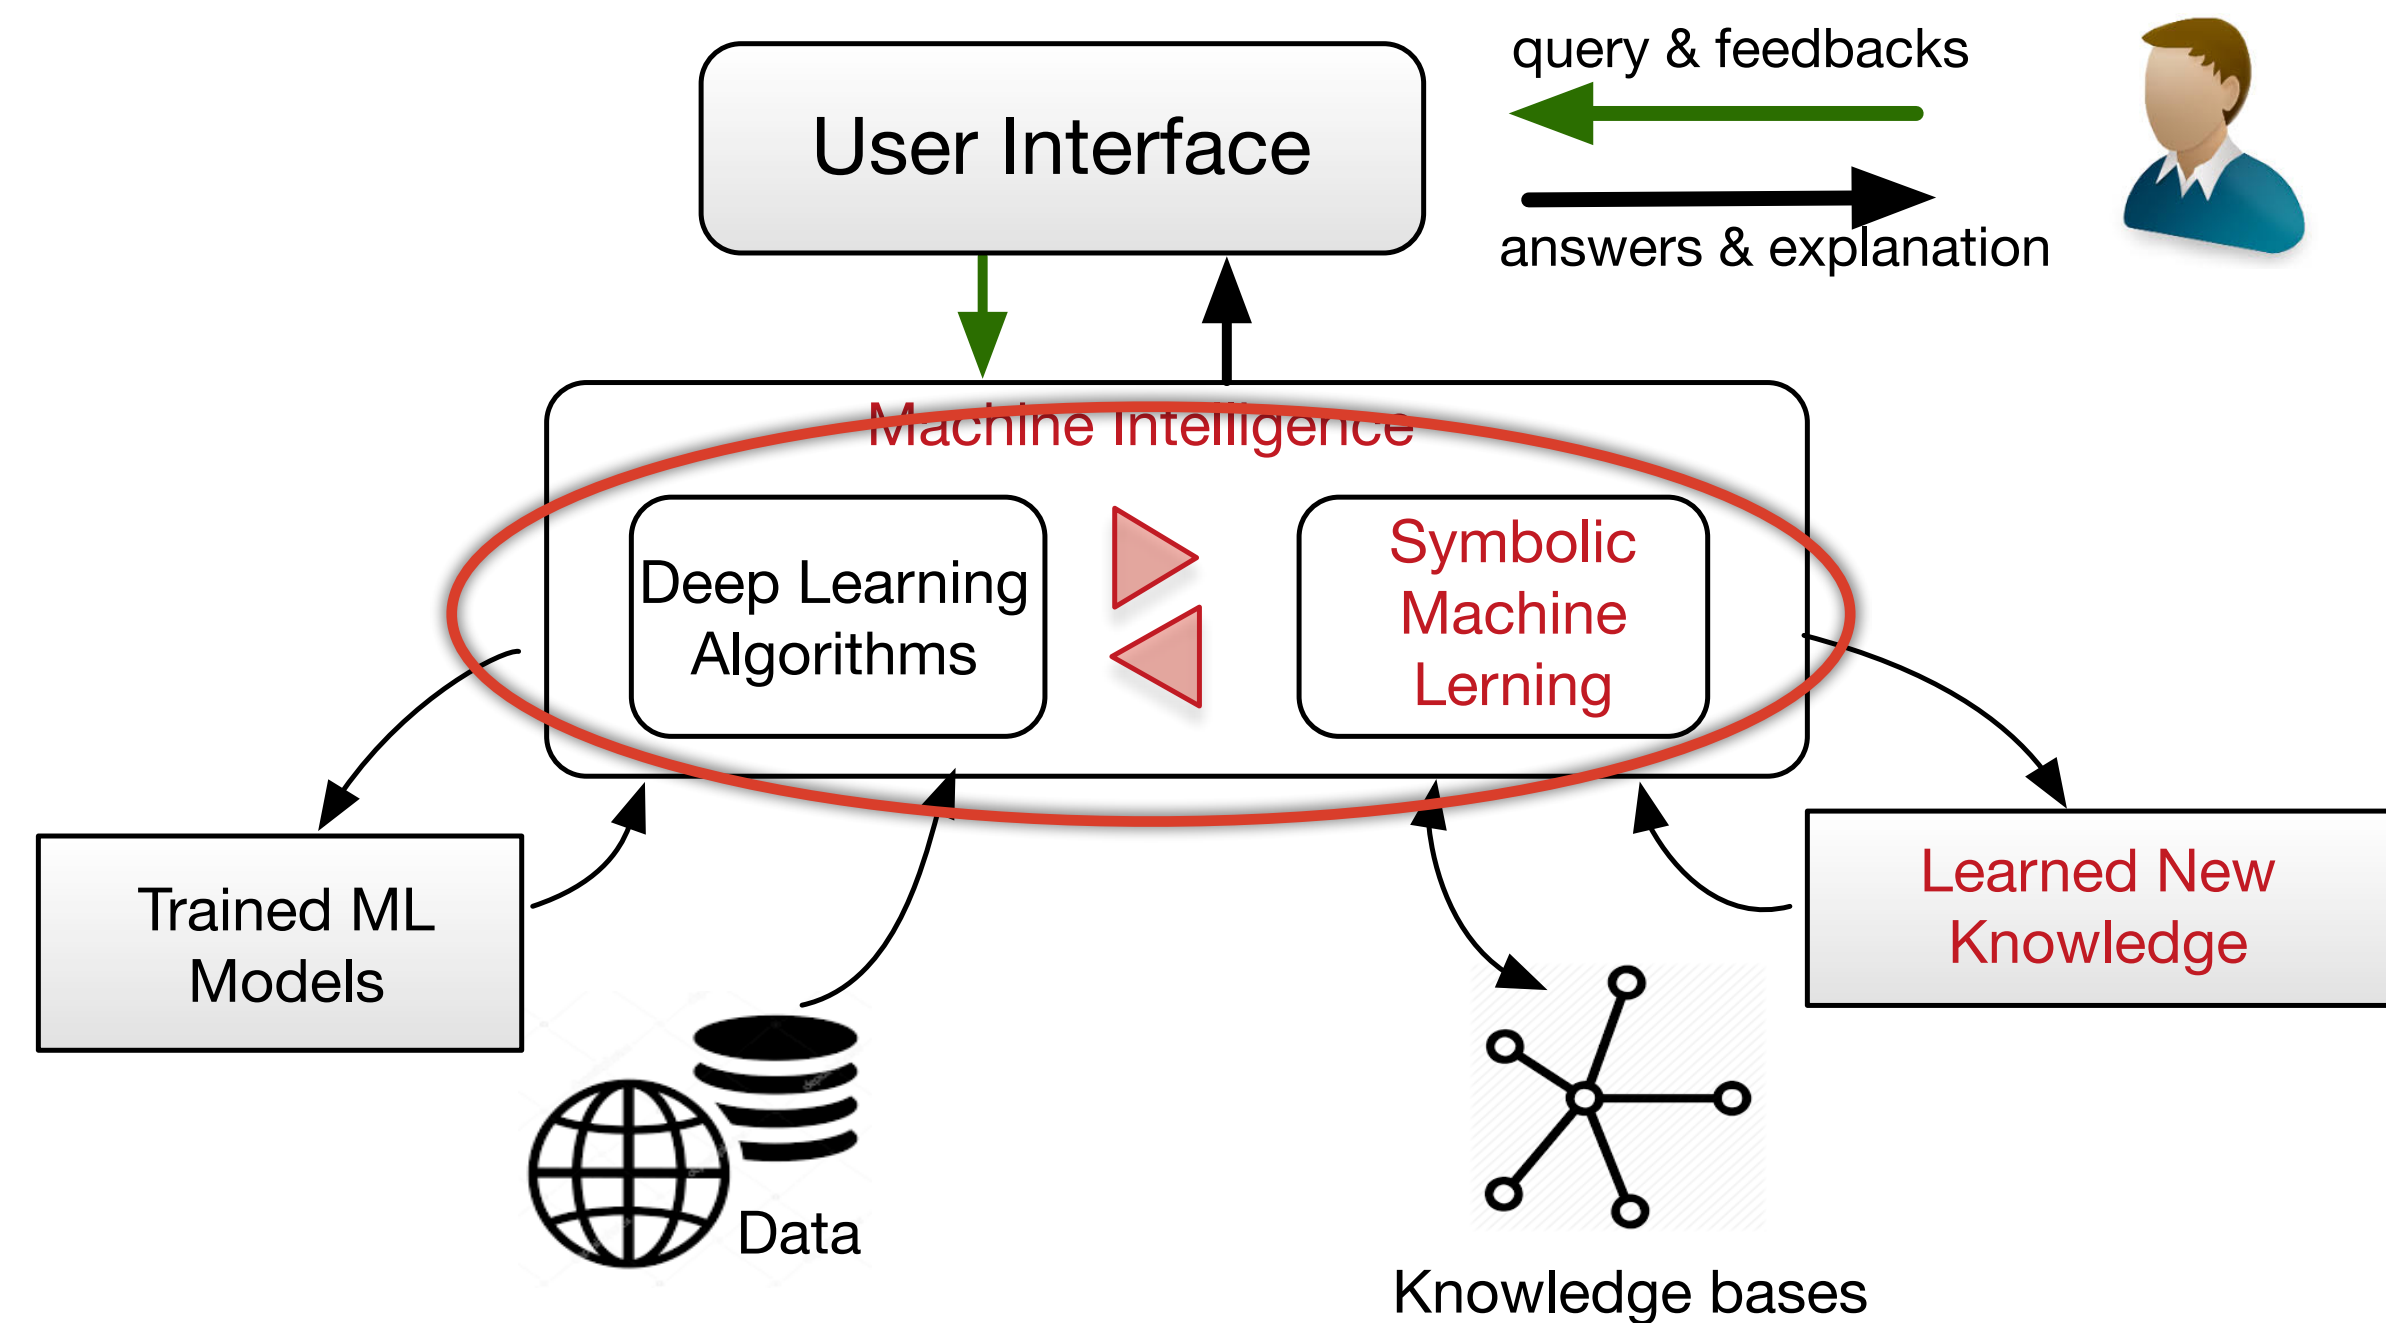 query & feedbacks
User Interface
answers & explanation
Machine Intelligence
Deep Learning
Algorithms
Symbolic
Machine
Lerning
Trained ML
Models
Learned New
Knowledge
Data
Knowledge bases